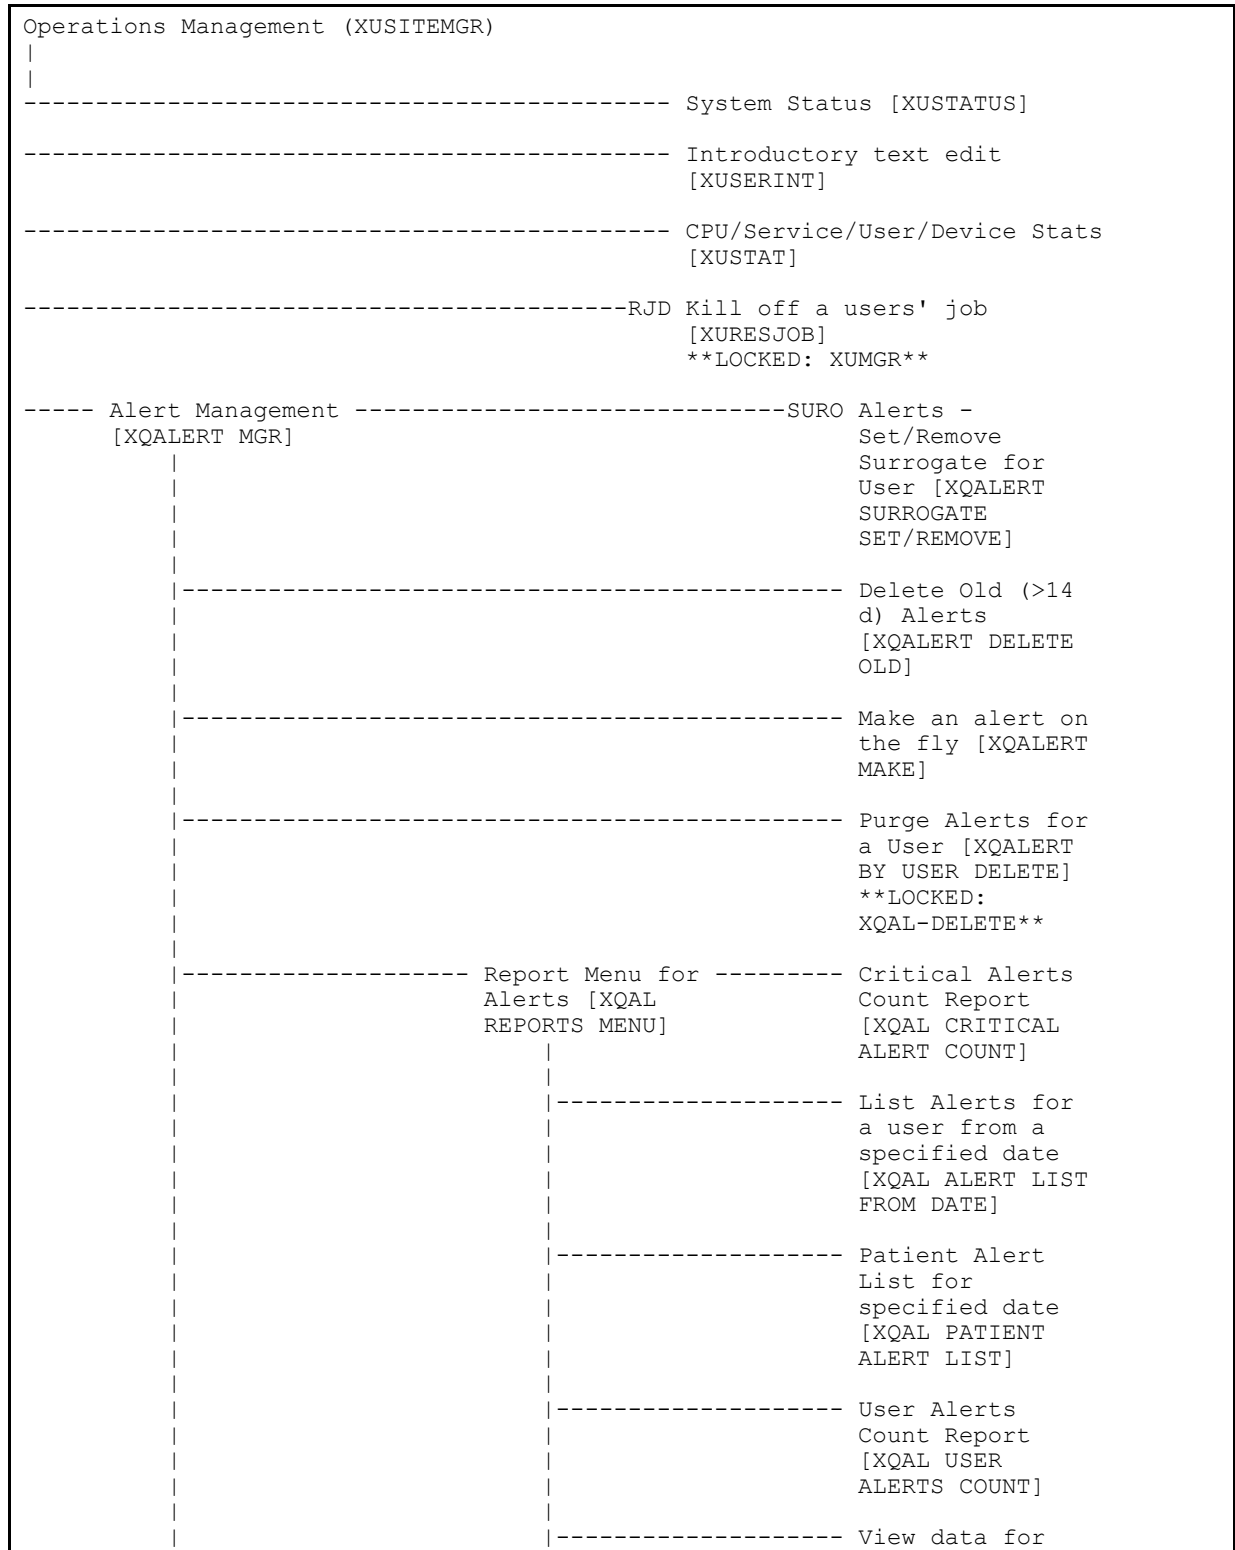 Operations Management (XUSITEMGR)
|
|
--------------------------------------------- System Status [XUSTATUS]
--------------------------------------------- Introductory text edit
[XUSERINT]
--------------------------------------------- CPU/Service/User/Device Stats
[XUSTAT]
------------------------------------------RJD Kill off a users' job
[XURESJOB]
**LOCKED: XUMGR**
----- Alert Management ------------------------------SURO Alerts -
[XQALERT MGR] Set/Remove
| Surrogate for
| User [XQALERT
| SURROGATE
| SET/REMOVE]
|
|---------------------------------------------- Delete Old (>14
| d) Alerts
| [XQALERT DELETE
| OLD]
|
|---------------------------------------------- Make an alert on
| the fly [XQALERT
| MAKE]
|
|---------------------------------------------- Purge Alerts for
| a User [XQALERT
| BY USER DELETE]
| **LOCKED:
| XQAL-DELETE**
|
|-------------------- Report Menu for --------- Critical Alerts
| Alerts [XQAL Count Report
| REPORTS MENU] [XQAL CRITICAL
| | ALERT COUNT]
| |
| |-------------------- List Alerts for
| | a user from a
| | specified date
| | [XQAL ALERT LIST
| | FROM DATE]
| |
| |-------------------- Patient Alert
| | List for
| | specified date
| | [XQAL PATIENT
| | ALERT LIST]
| |
| |-------------------- User Alerts
| | Count Report
| | [XQAL USER
| | ALERTS COUNT]
| |
| |-------------------- View data for